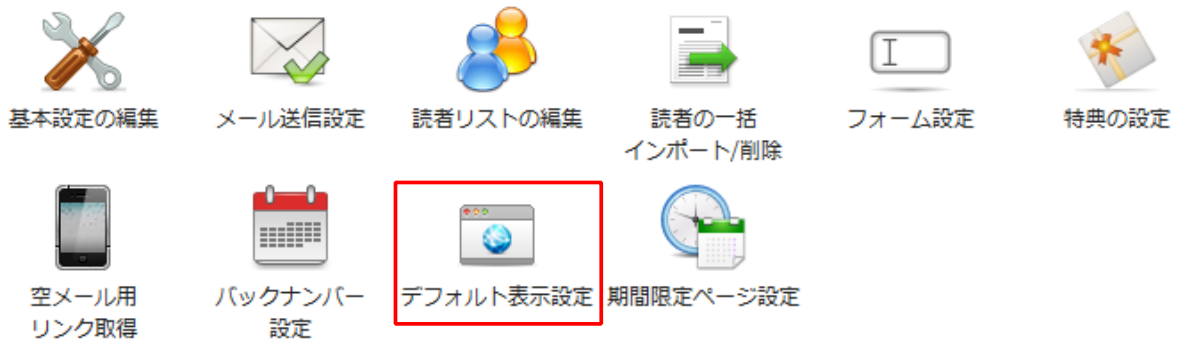 基本設定の編集
メール送信設定
読者リストの編集
読者の一括
インポート/削除
フォーム設定
特典の設定
空メール用
リンク取得
バックナンバー
設定
デフォルト表示設定
期間限定ページ設定